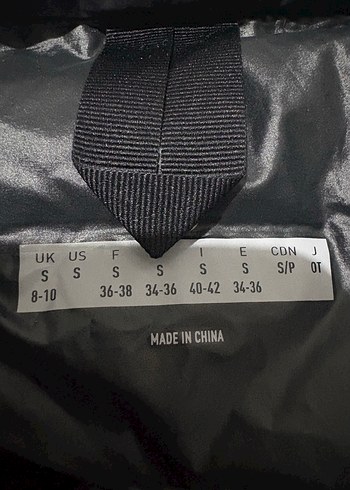 UK US F I E CDN J
S S S S S S S/P OT
8-10 36-38 34-36 40-42 34-36
MADE IN CHINA